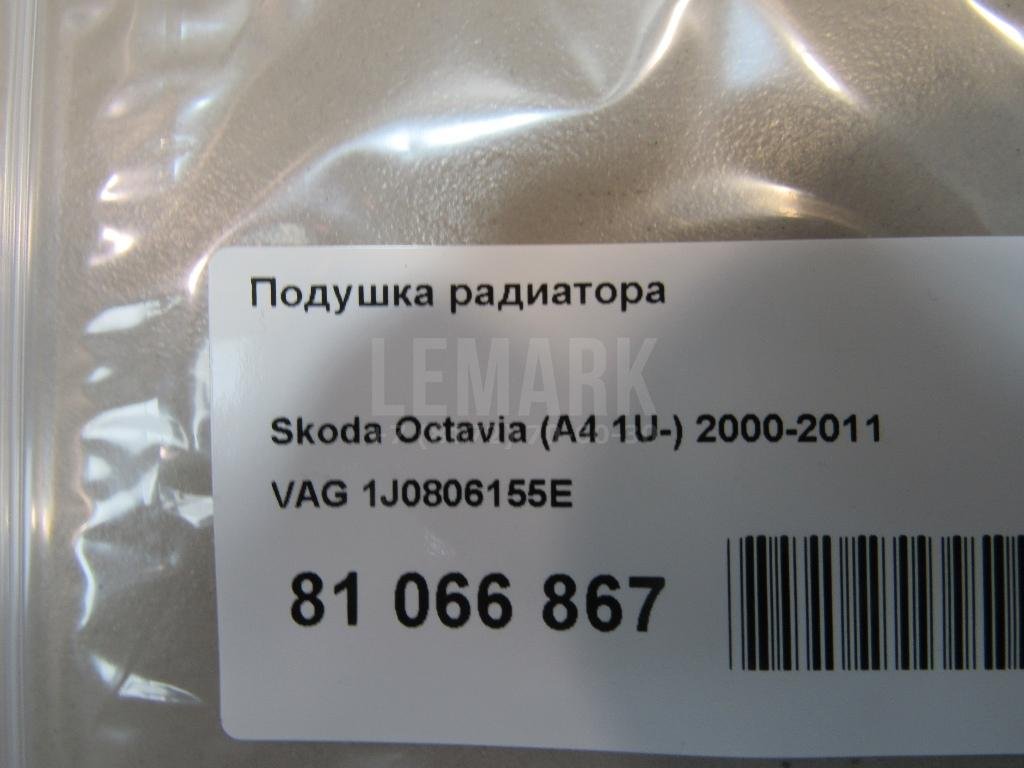 Подушка радиатора
LEMARK
Skoda Octavia (A4 1U-) 2000-2011
VAG 1J0806155E
81 066 867